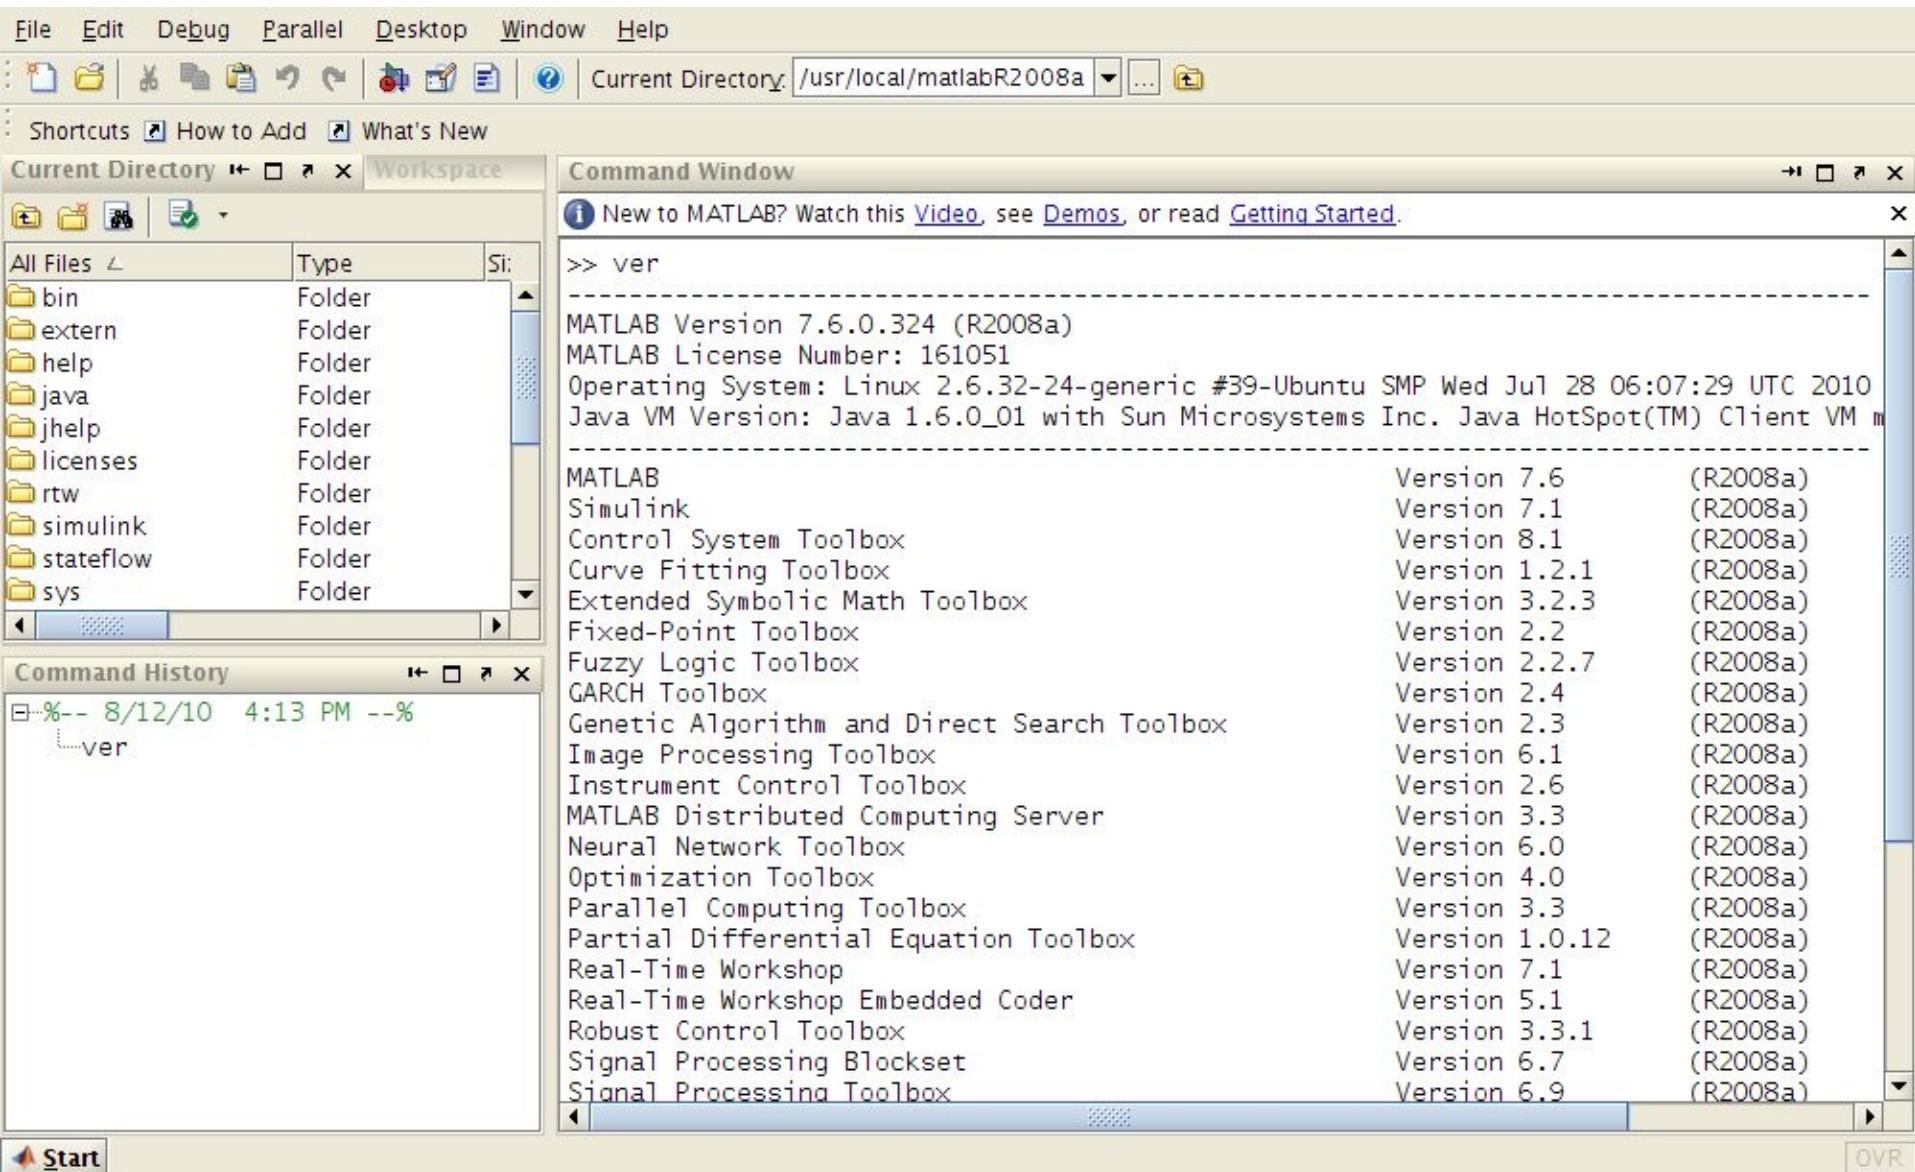 File Edit Debug Parallel Desktop Window Help
Current Directory: /usr/local/matlabR2008a ...
Shortcuts How to Add What's New
Current Directory Workspace
All Files Type Si
bin Folder
extern Folder
help Folder
java Folder
jhelp Folder
licenses Folder
rtw Folder
simulink Folder
stateflow Folder
sys Folder
Command History
%-- 8/12/10 4:13 PM --%
ver
Command Window
New to MATLAB? Watch this Video, see Demos, or read Getting Started.
>> ver
-------------------------------------------------------------------------------------
MATLAB Version 7.6.0.324 (R2008a)
MATLAB License Number: 161051
Operating System: Linux 2.6.32-24-generic #39-Ubuntu SMP Wed Jul 28 06:07:29 UTC 2010
Java VM Version: Java 1.6.0_01 with Sun Microsystems Inc. Java HotSpot(TM) Client VM m
-------------------------------------------------------------------------------------
MATLAB Version 7.6 (R2008a)
Simulink Version 7.1 (R2008a)
Control System Toolbox Version 8.1 (R2008a)
Curve Fitting Toolbox Version 1.2.1 (R2008a)
Extended Symbolic Math Toolbox Version 3.2.3 (R2008a)
Fixed-Point Toolbox Version 2.2 (R2008a)
Fuzzy Logic Toolbox Version 2.2.7 (R2008a)
GARCH Toolbox Version 2.4 (R2008a)
Genetic Algorithm and Direct Search Toolbox Version 2.3 (R2008a)
Image Processing Toolbox Version 6.1 (R2008a)
Instrument Control Toolbox Version 2.6 (R2008a)
MATLAB Distributed Computing Server Version 3.3 (R2008a)
Neural Network Toolbox Version 6.0 (R2008a)
Optimization Toolbox Version 4.0 (R2008a)
Parallel Computing Toolbox Version 3.3 (R2008a)
Partial Differential Equation Toolbox Version 1.0.12 (R2008a)
Real-Time Workshop Version 7.1 (R2008a)
Real-Time Workshop Embedded Coder Version 5.1 (R2008a)
Robust Control Toolbox Version 3.3.1 (R2008a)
Signal Processing Blockset Version 6.7 (R2008a)
Signal Processing Toolbox Version 6.9 (R2008a)
Start OVR